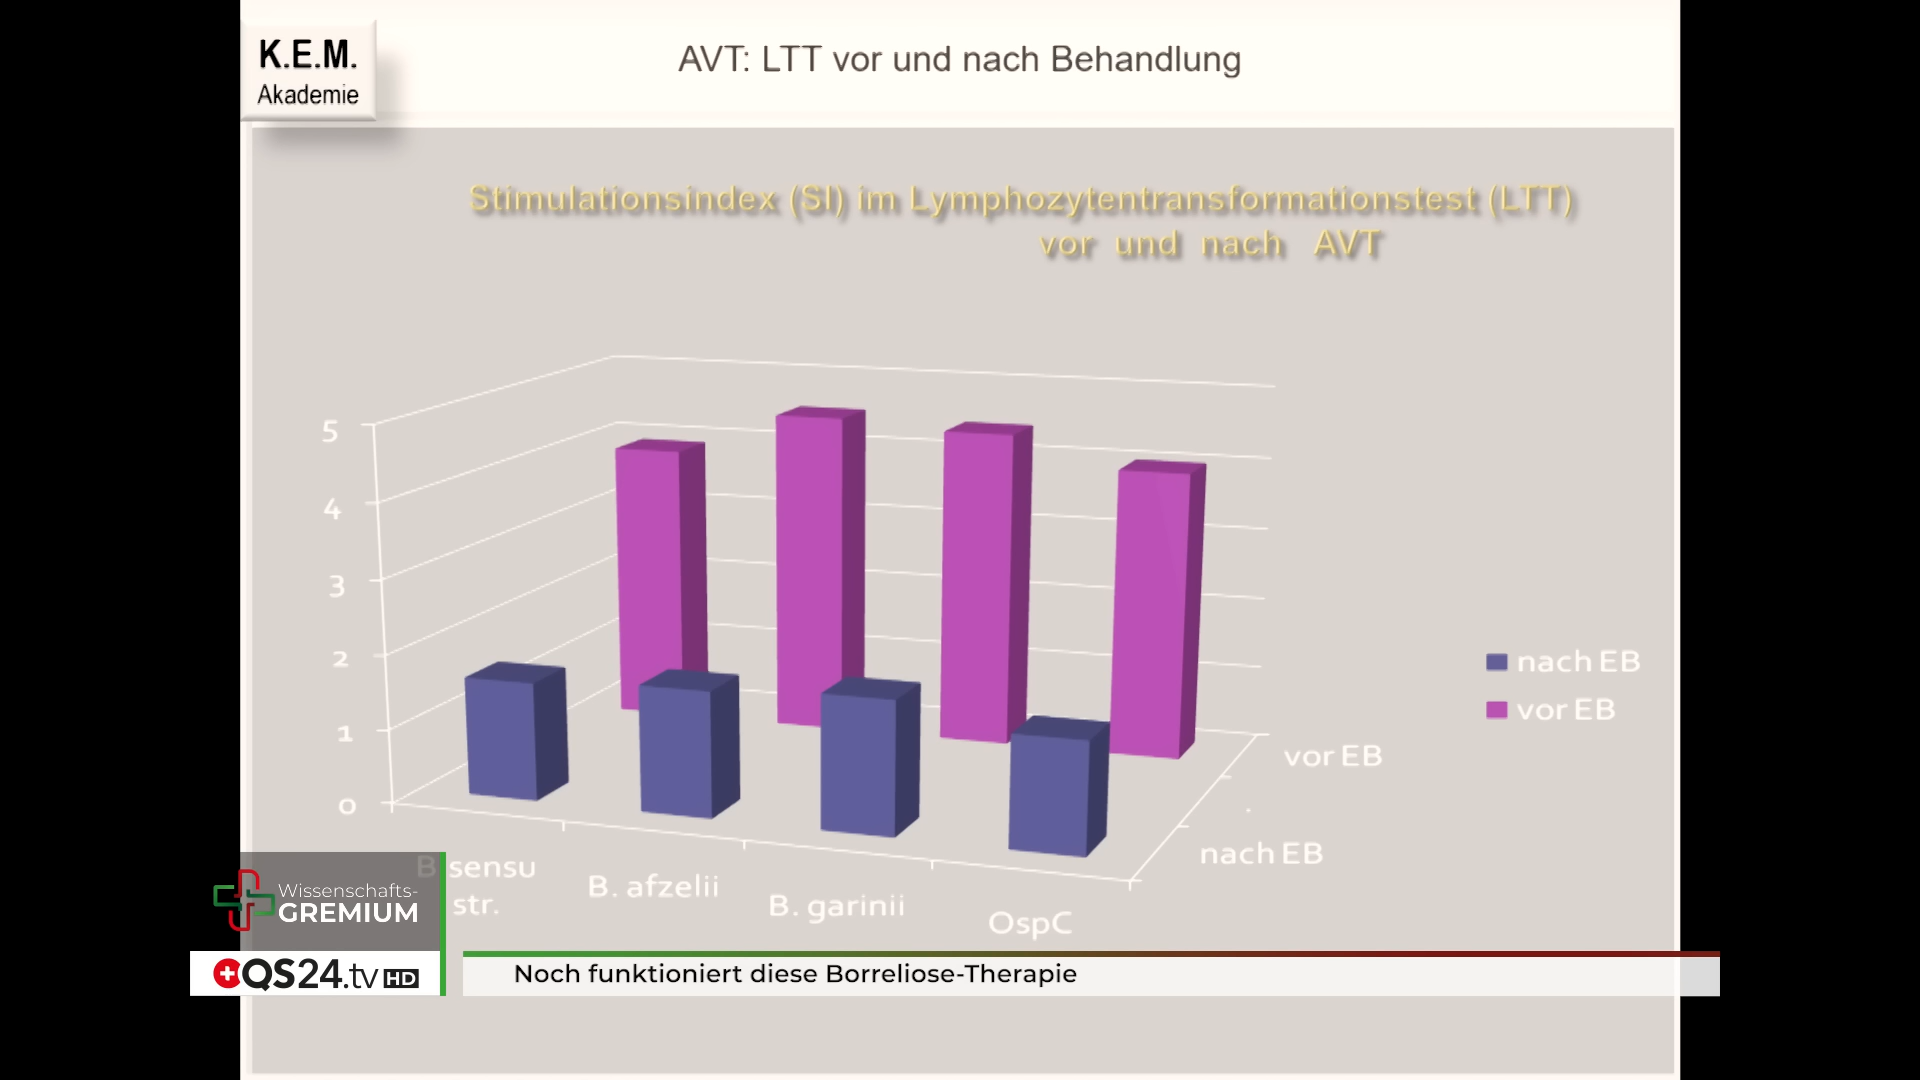 K.E.M.
Akademie
AVT: LTT vor und nach Behandlung
Stimulationsindex (SI) im Lymphozytentransformationstest (LTT)
vor und nach AVT
5
4
3
2
1
0
B sensu
str.
B. afzelii
B. garinii
OspC
vor EB
nach EB
nach EB
vor EB
Wissenschafts-
GREMIUM
QS24.tv HD
Noch funktioniert diese Borreliose-Therapie